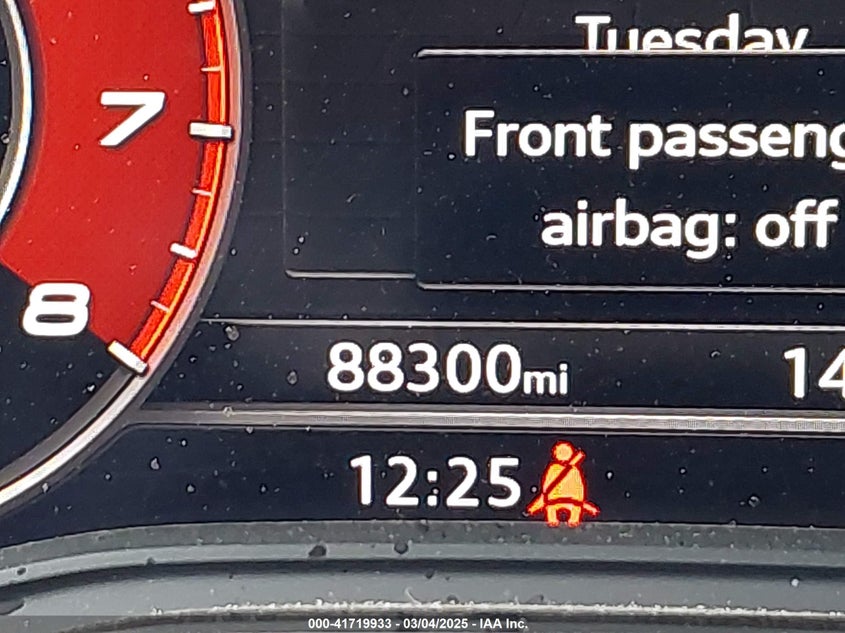 7
8
Tuesday
Front passeng
airbag: off
88300mi
14
12:25
000-41719933 - 03/04/2025 - IAA Inc.